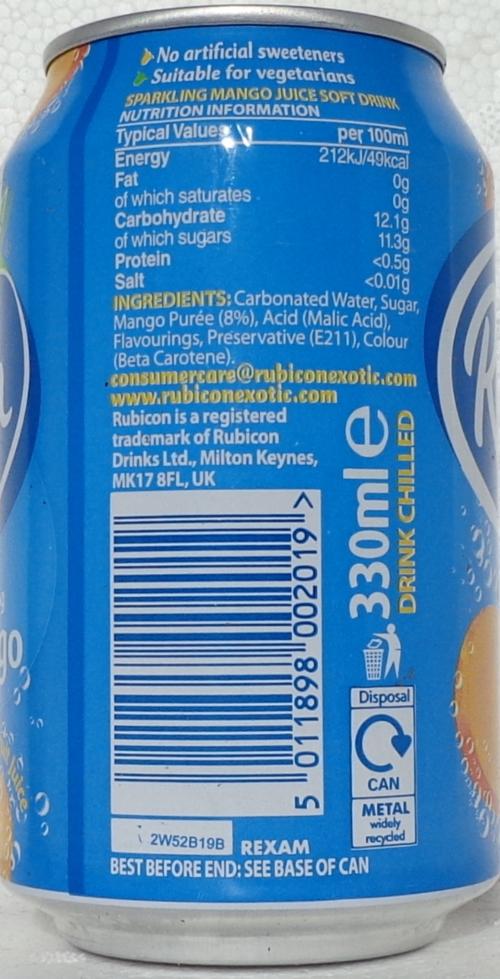 No artificial sweeteners
Suitable for vegetarians
SPARKLING MANGO JUICE SOFT DRINK
NUTRITION INFORMATION
Typical Values per 100ml
Energy 212kJ/49kcal
Fat 0g
of which saturates 0g
Carbohydrate 12.1g
of which sugars 11.3g
Protein <0.5g
Salt <0.01g
INGREDIENTS: Carbonated Water, Sugar,
Mango Purée (8%), Acid (Malic Acid),
Flavourings, Preservative (E211), Colour
(Beta Carotene).
consumercare@rubiconexotic.com
www.rubiconexotic.com
Rubicon is a registered
trademark of Rubicon
Drinks Ltd., Milton Keynes,
MK17 8FL, UK
330ml e
DRINK CHILLED
5 011898 002019 >
Disposal
CAN
METAL
widely
recycled
2W52B19B
REXAM
BEST BEFORE END: SEE BASE OF CAN
go
juice